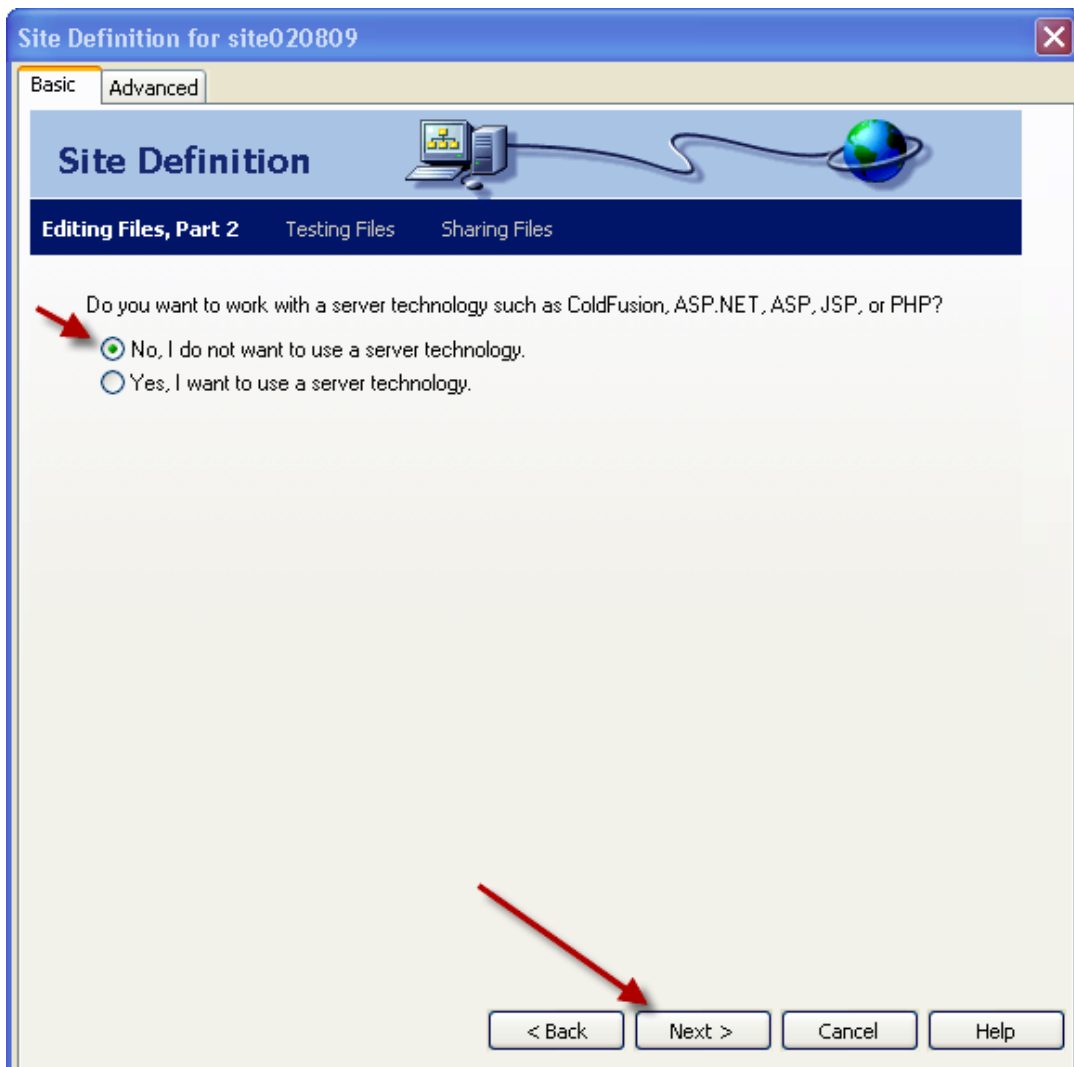 Site Definition for site020809
Basic Advanced
Site Definition
Editing Files, Part 2 Testing Files Sharing Files
Do you want to work with a server technology such as ColdFusion, ASP.NET, ASP, JSP, or PHP?
No, I do not want to use a server technology.
Yes, I want to use a server technology.
< Back Next > Cancel Help